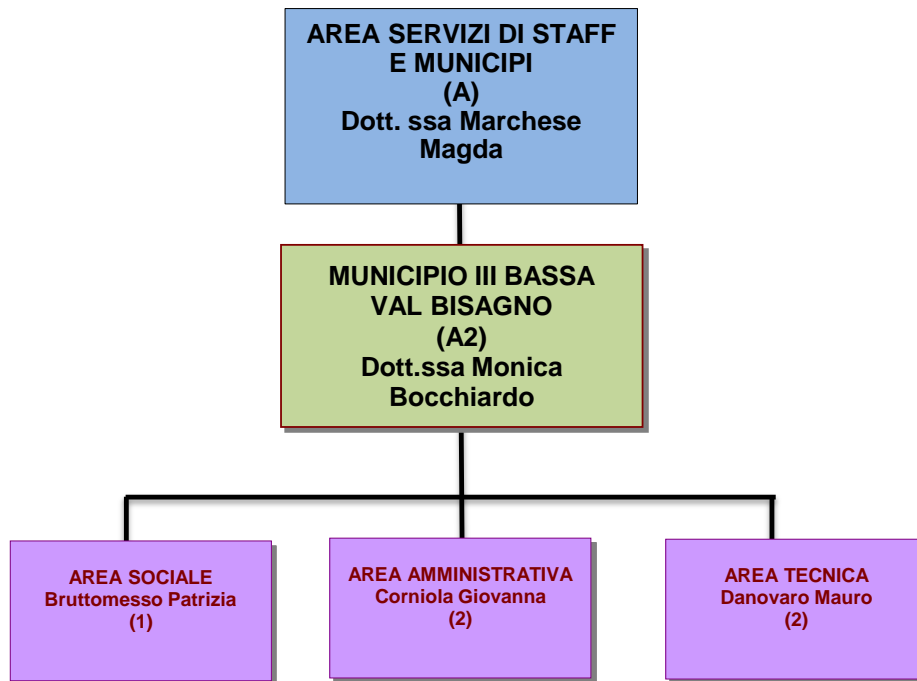 AREA SERVIZI DI STAFF
E MUNICIPI
(A)
Dott. ssa Marchese
Magda
MUNICIPIO III BASSA
VAL BISAGNO
(A2)
Dott.ssa Monica
Bocchiardo
AREA SOCIALE
Bruttomesso Patrizia
(1)
AREA AMMINISTRATIVA
Corniola Giovanna
(2)
AREA TECNICA
Danovaro Mauro
(2)